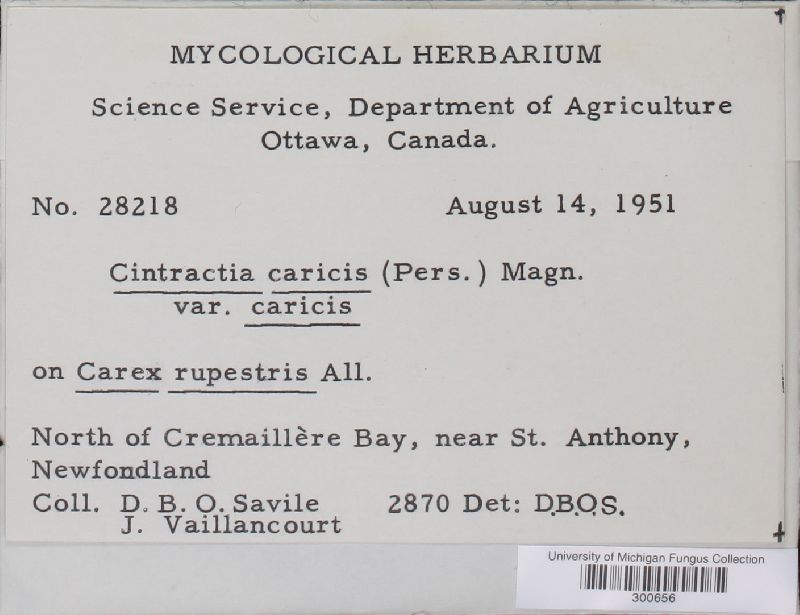 MYCOLOGICAL HERBARIUM
Science Service, Department of Agriculture
Ottawa, Canada.
No. 28218 August 14, 1951
Cintractia caricis (Pers.) Magn.
var. caricis
on Carex rupestris All.
North of Cremaillère Bay, near St. Anthony,
Newfondland
Coll. D. B. O. Savile 2870 Det: D.B.O.S.
J. Vaillancourt
University of Michigan Fungus Collection
300656